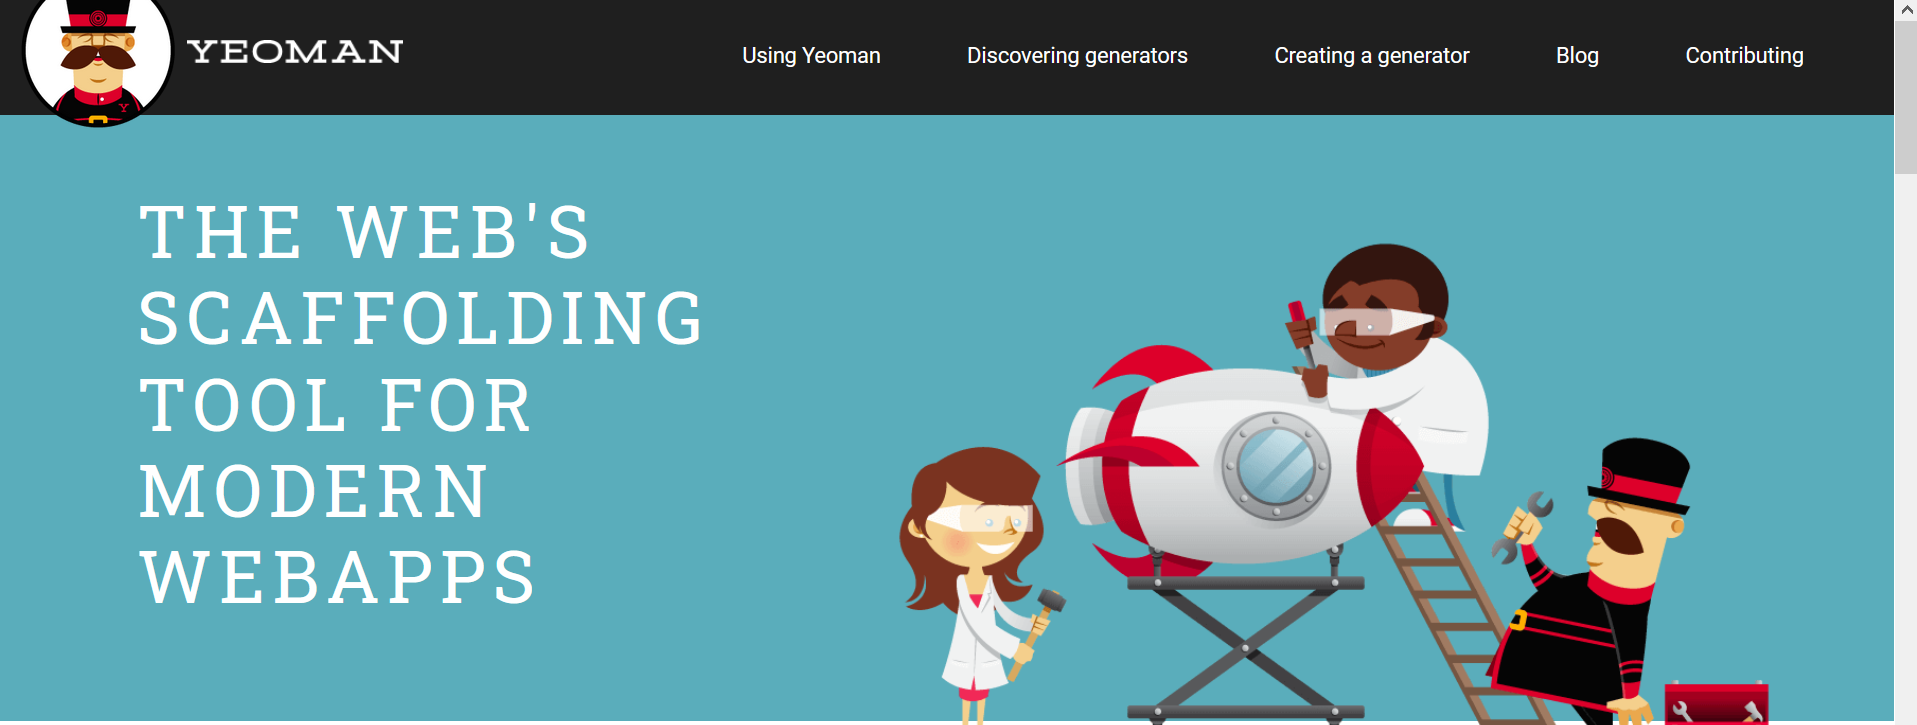 YEOMAN
Using Yeoman
Discovering generators
Creating a generator
Blog
Contributing
THE WEB'S
SCAFFOLDING
TOOL FOR
MODERN
WEBAPPS